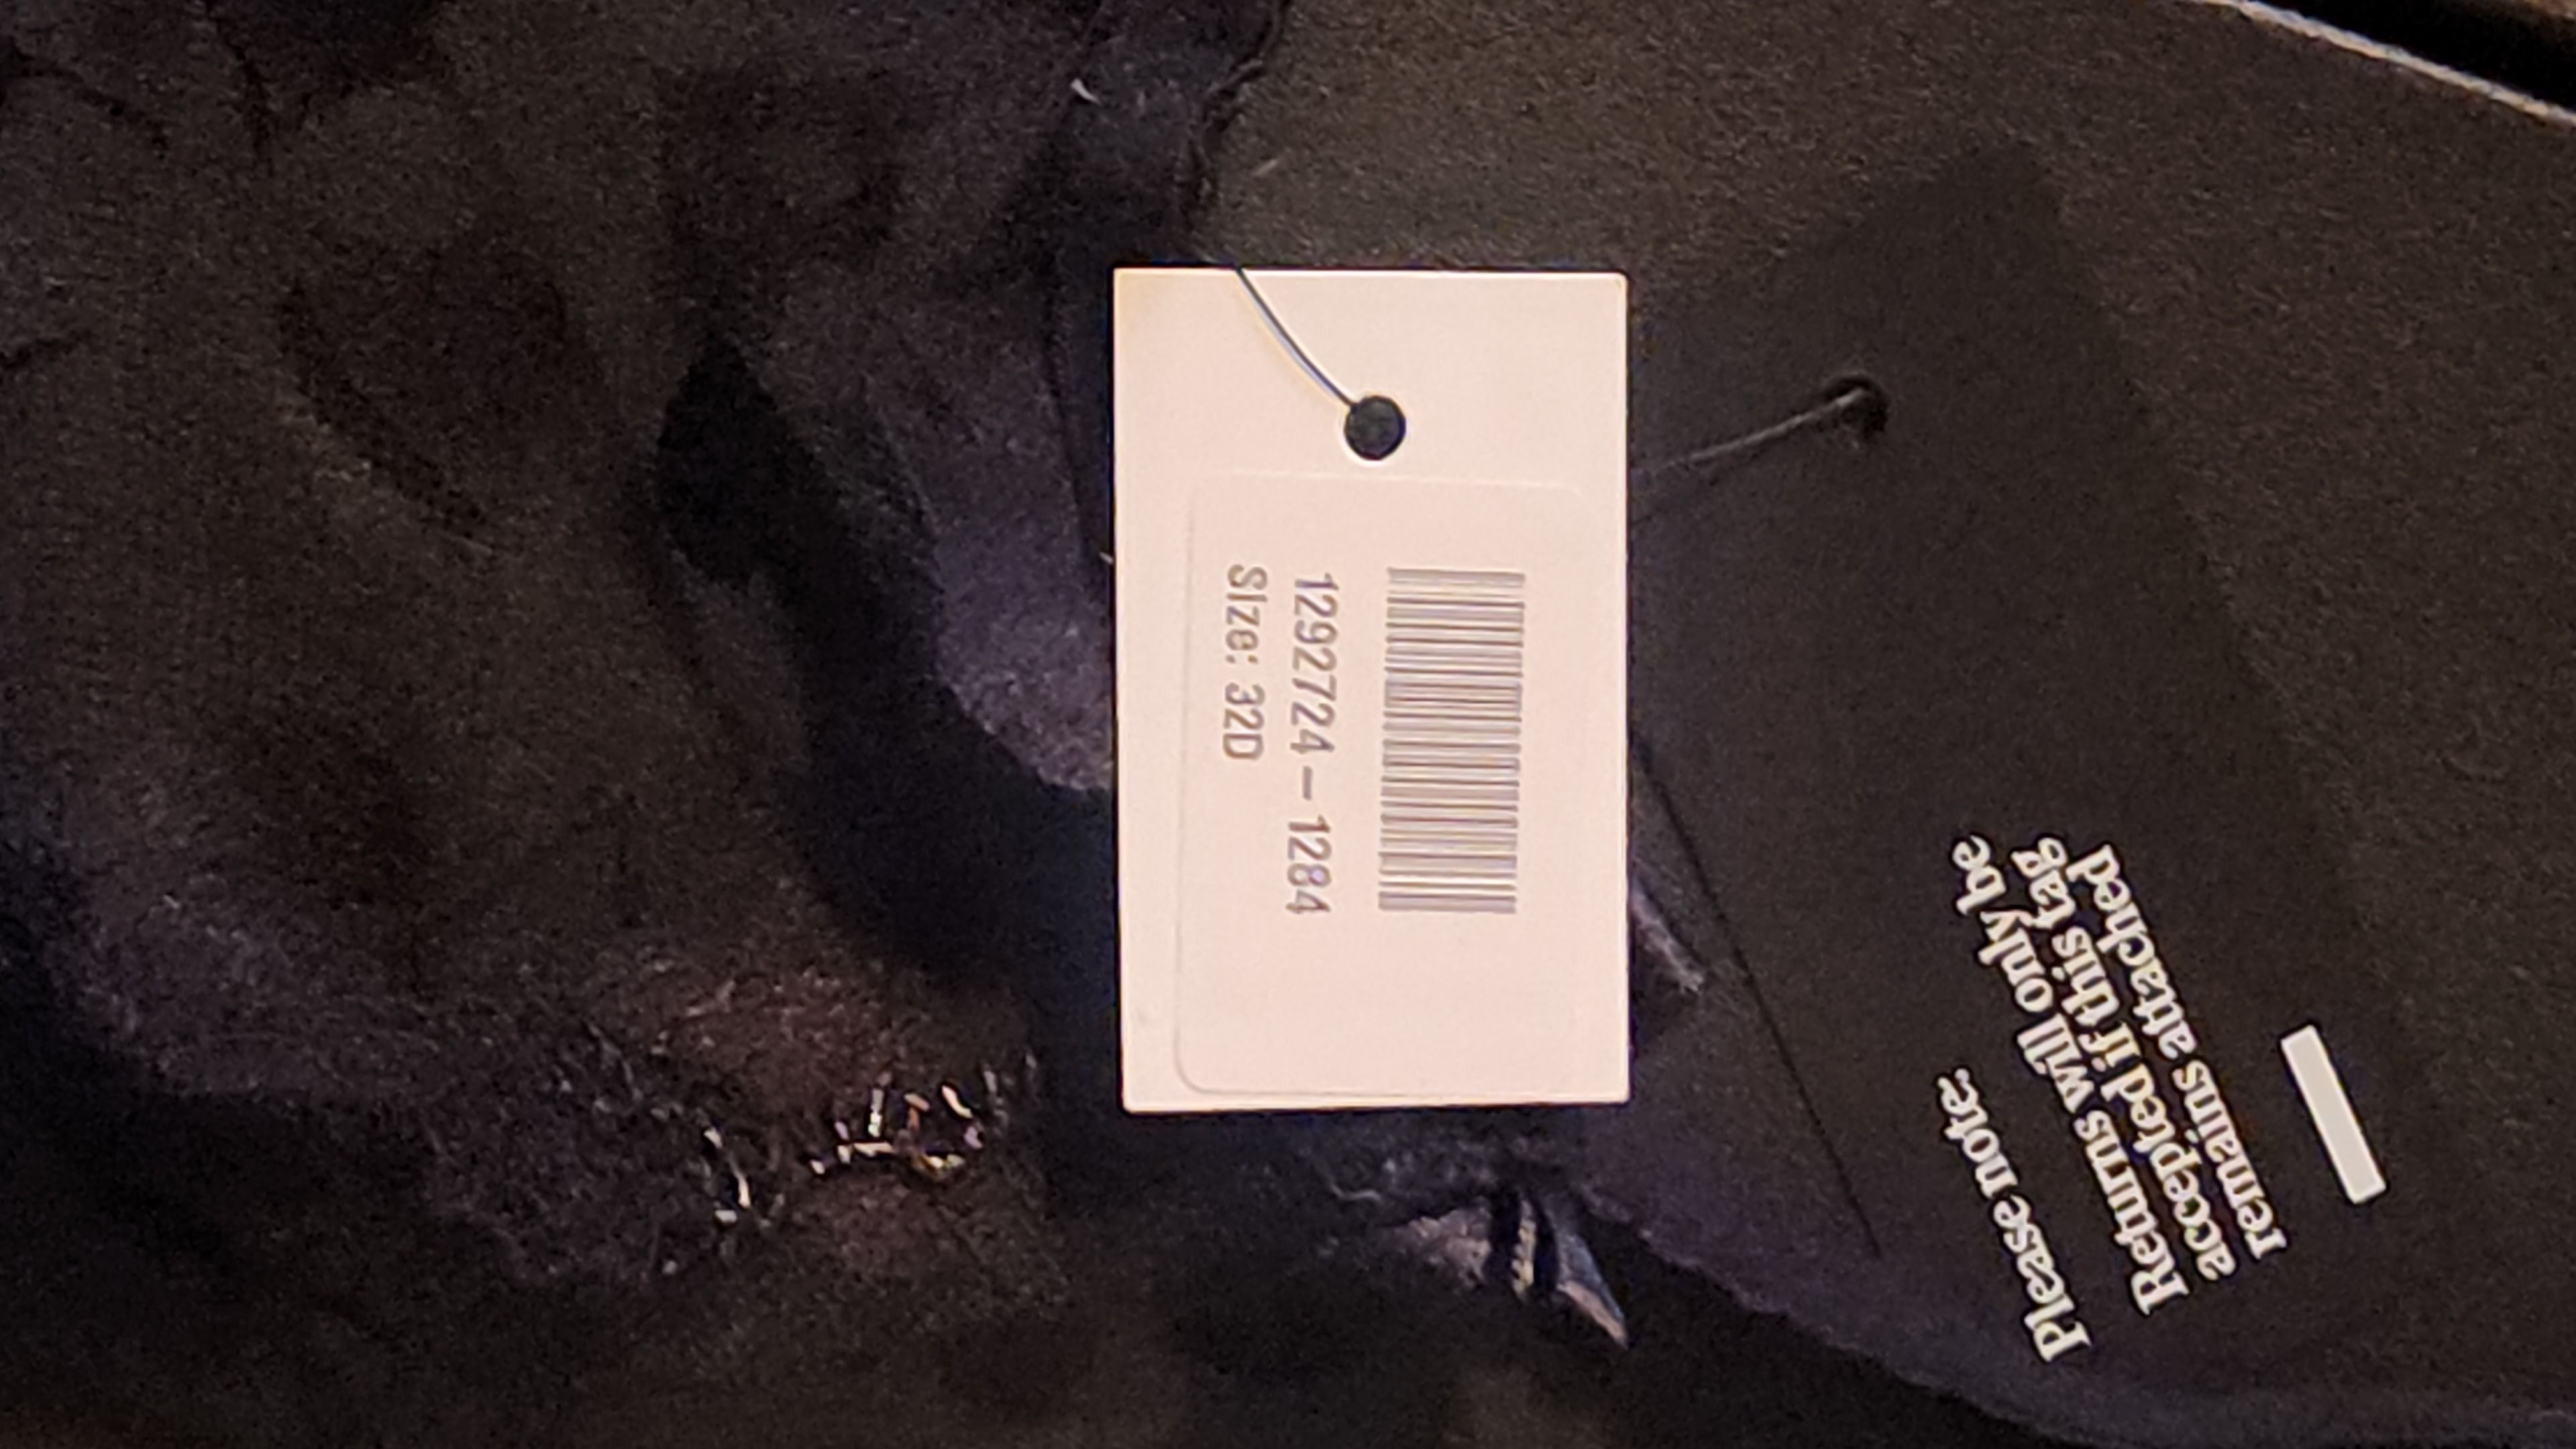 1292724-1284
Size: 32D
Please note:
Returns will only be
accepted if this tag
remains attached